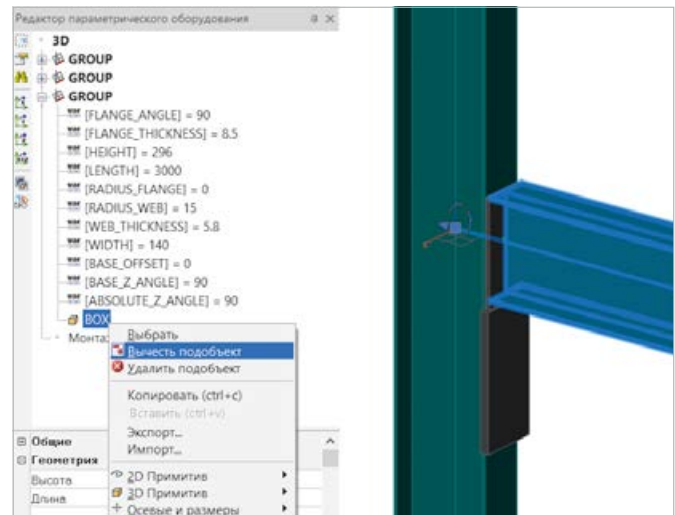 Редактор параметрического оборудования
3D
GROUP
GROUP
GROUP
[FLANGE_ANGLE] = 90
[FLANGE_THICKNESS] = 8.5
[HEIGHT] = 296
[LENGTH] = 3000
[RADIUS_FLANGE] = 0
[RADIUS_WEB] = 15
[WEB_THICKNESS] = 5.8
[WIDTH] = 140
[BASE_OFFSET] = 0
[BASE_Z_ANGLE] = 90
[ABSOLUTE_Z_ANGLE] = 90
BOX
Монта
Выбрать
Вычесть подобъект
Удалить подобъект
Копировать (ctrl+c)
Вставить (ctrl+v)
Экспорт...
Импорт...
2D Примитив
3D Примитив
Осевые и размеры
Общие
Геометрия
Высота
Длина